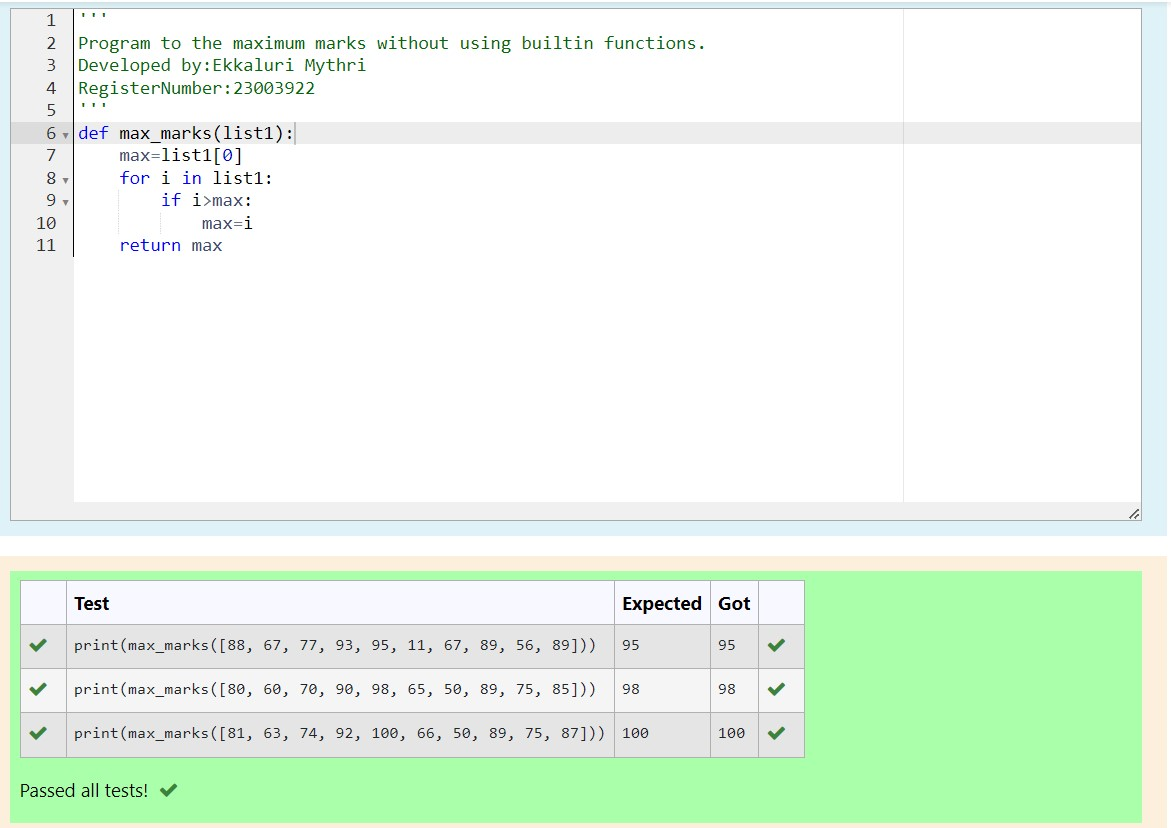 1 '''
2 Program to the maximum marks without using builtin functions.
3 Developed by:Ekkaluri Mythri
4 RegisterNumber:23003922
5 '''
6 def max_marks(list1):
7     max=list1[0]
8     for i in list1:
9         if i>max:
10             max=i
11     return max
Test Expected Got
print(max_marks([88, 67, 77, 93, 95, 11, 67, 89, 56, 89])) 95 95
print(max_marks([80, 60, 70, 90, 98, 65, 50, 89, 75, 85])) 98 98
print(max_marks([81, 63, 74, 92, 100, 66, 50, 89, 75, 87])) 100 100
Passed all tests!